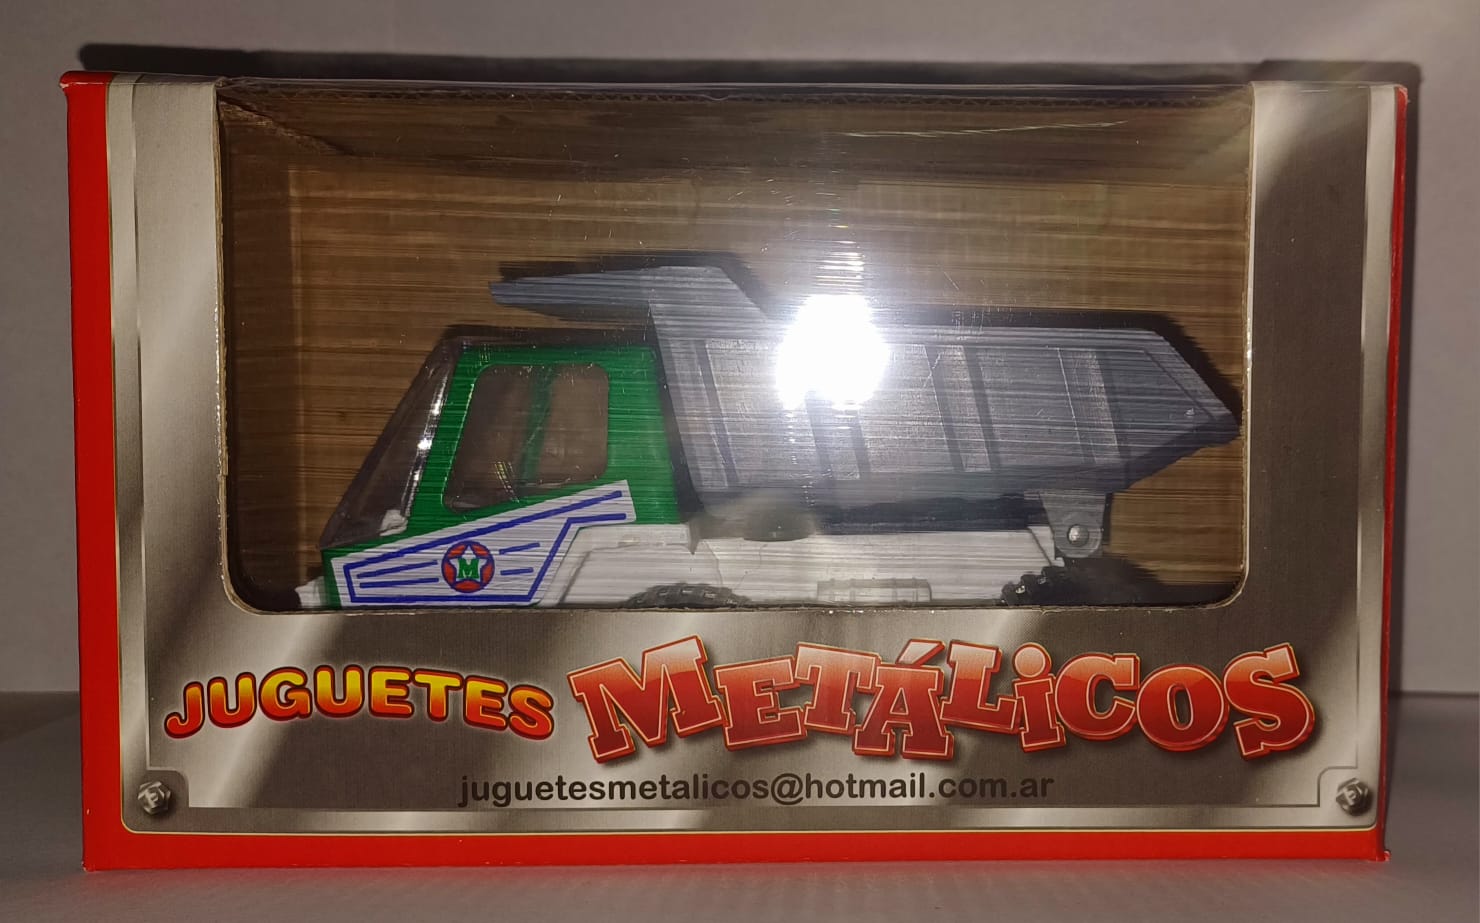 M
JUGUETES METÁLiCOS
juguetesmetalicos@hotmail.com.ar